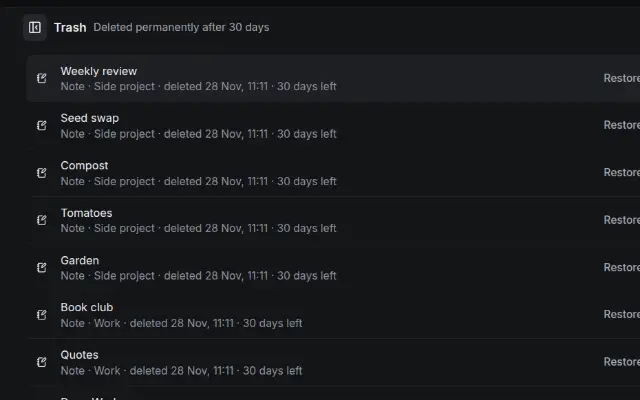 Trash Deleted permanently after 30 days
Weekly review
Note · Side project · deleted 28 Nov, 11:11 · 30 days left
Restore
Seed swap
Note · Side project · deleted 28 Nov, 11:11 · 30 days left
Restore
Compost
Note · Side project · deleted 28 Nov, 11:11 · 30 days left
Restore
Tomatoes
Note · Side project · deleted 28 Nov, 11:11 · 30 days left
Restore
Garden
Note · Side project · deleted 28 Nov, 11:11 · 30 days left
Restore
Book club
Note · Work · deleted 28 Nov, 11:11 · 30 days left
Restore
Quotes
Note · Work · deleted 28 Nov, 11:11 · 30 days left
Restore